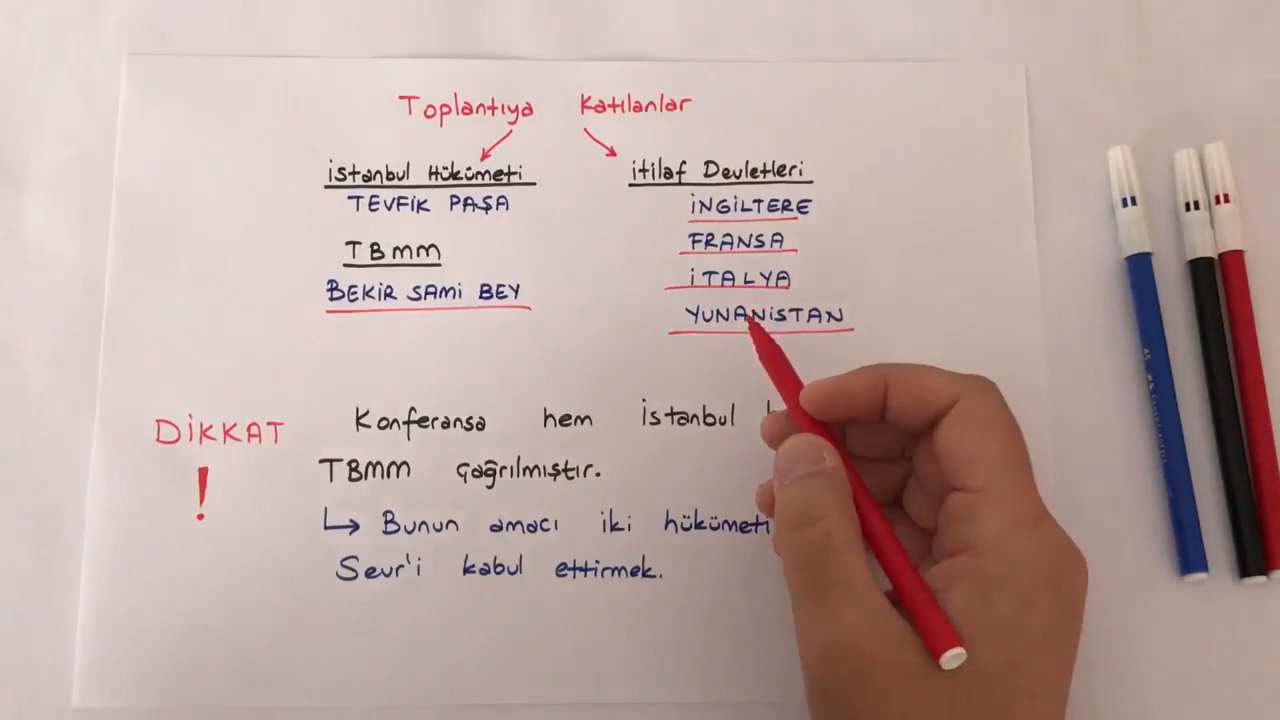 Toplantıya Katılanlar
İstanbul Hükümeti
TEVFİK PAŞA
TBMM
BEKİR SAMİ BEY
İtilaf Devletleri
İNGİLTERE
FRANSA
İTALYA
YUNANİSTAN
DİKKAT
!
Konferansa hem İstanbul
TBMM çağrılmıştır.
↳ Bunun amacı iki hükümeti
Sevr'i kabul ettirmek.